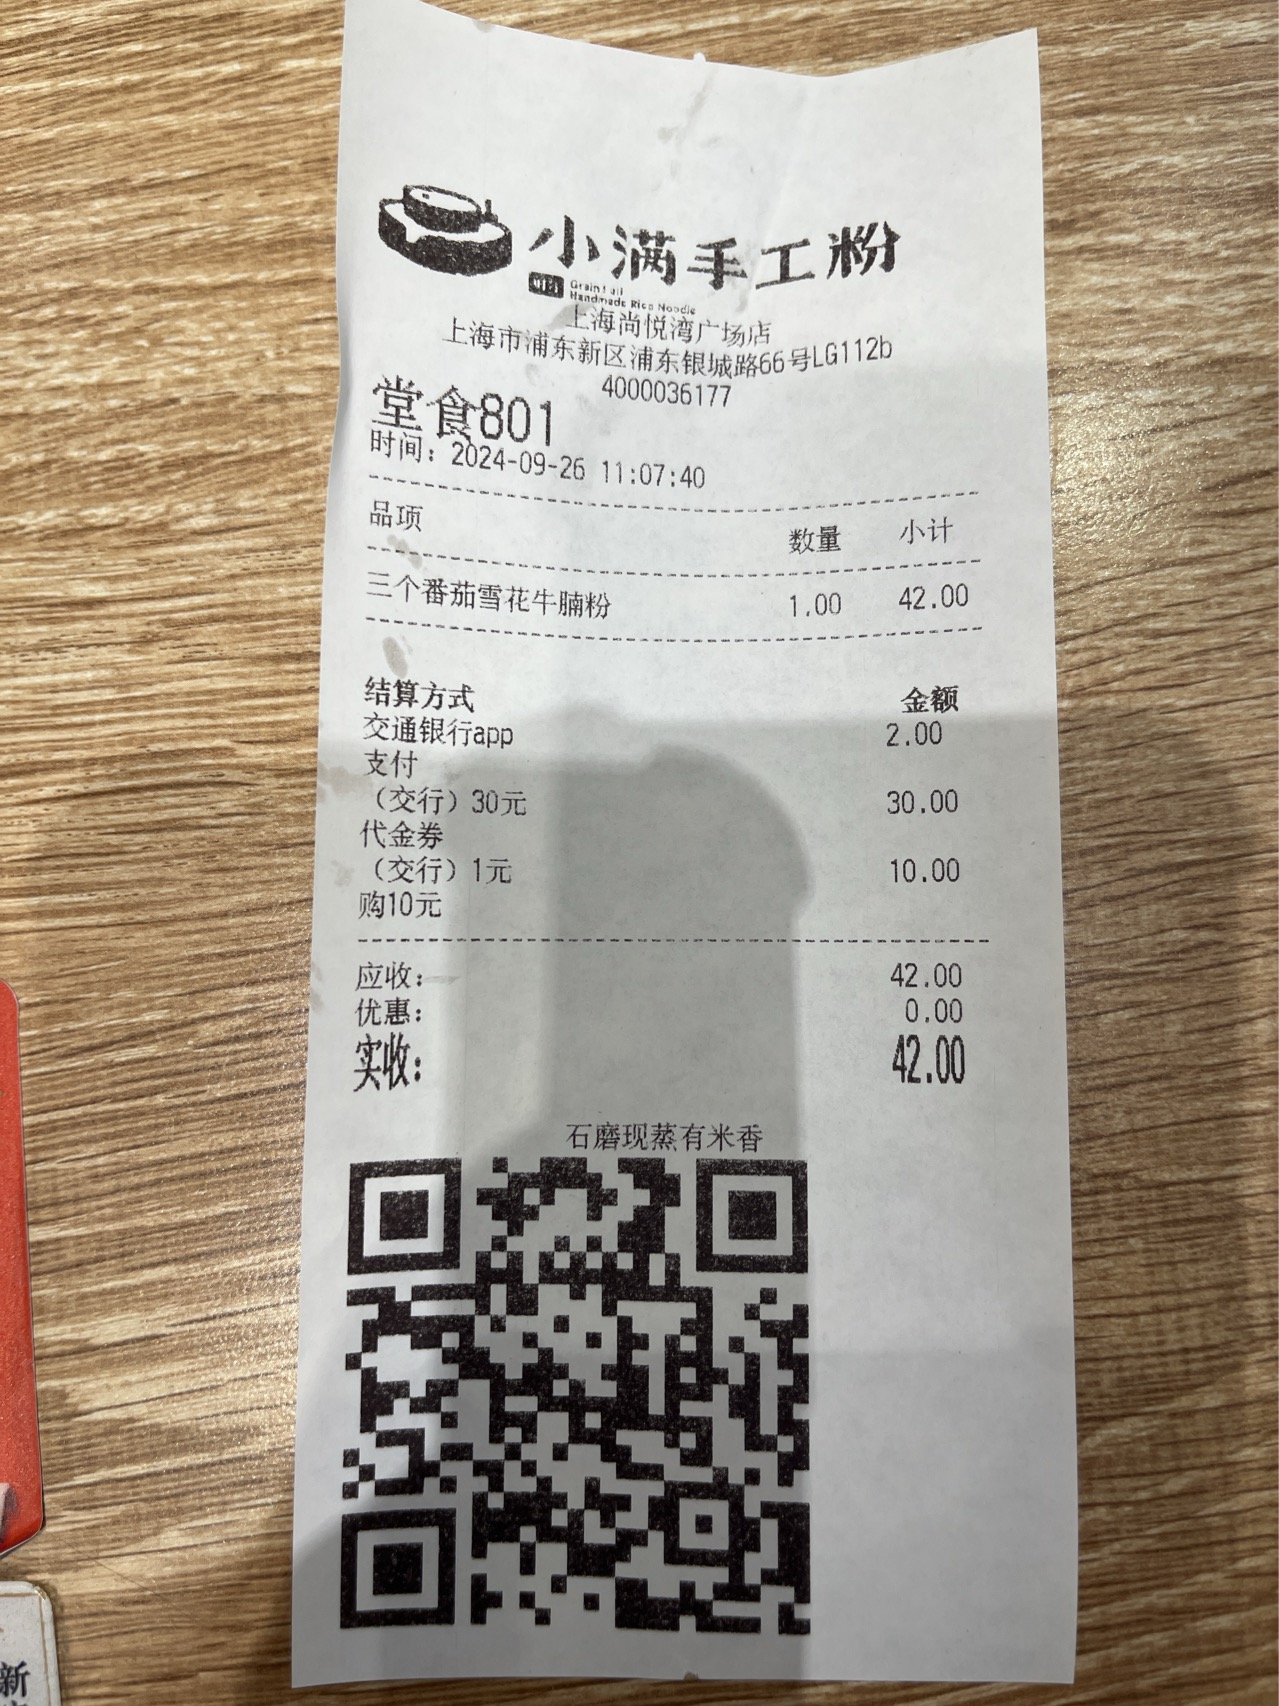 小满手工粉
Grain Full
Handmade Rice Noodle
上海尚悦湾广场店
上海市浦东新区浦东银城路66号LG112b
4000036177
堂食801
时间：2024-09-26 11:07:40
品项 数量 小计
三个番茄雪花牛腩粉 1.00 42.00
结算方式 金额
交通银行app 2.00
支付
（交行）30元 30.00
代金券
（交行）1元 10.00
购10元
应收： 42.00
优惠： 0.00
实收： 42.00
石磨现蒸有米香
新